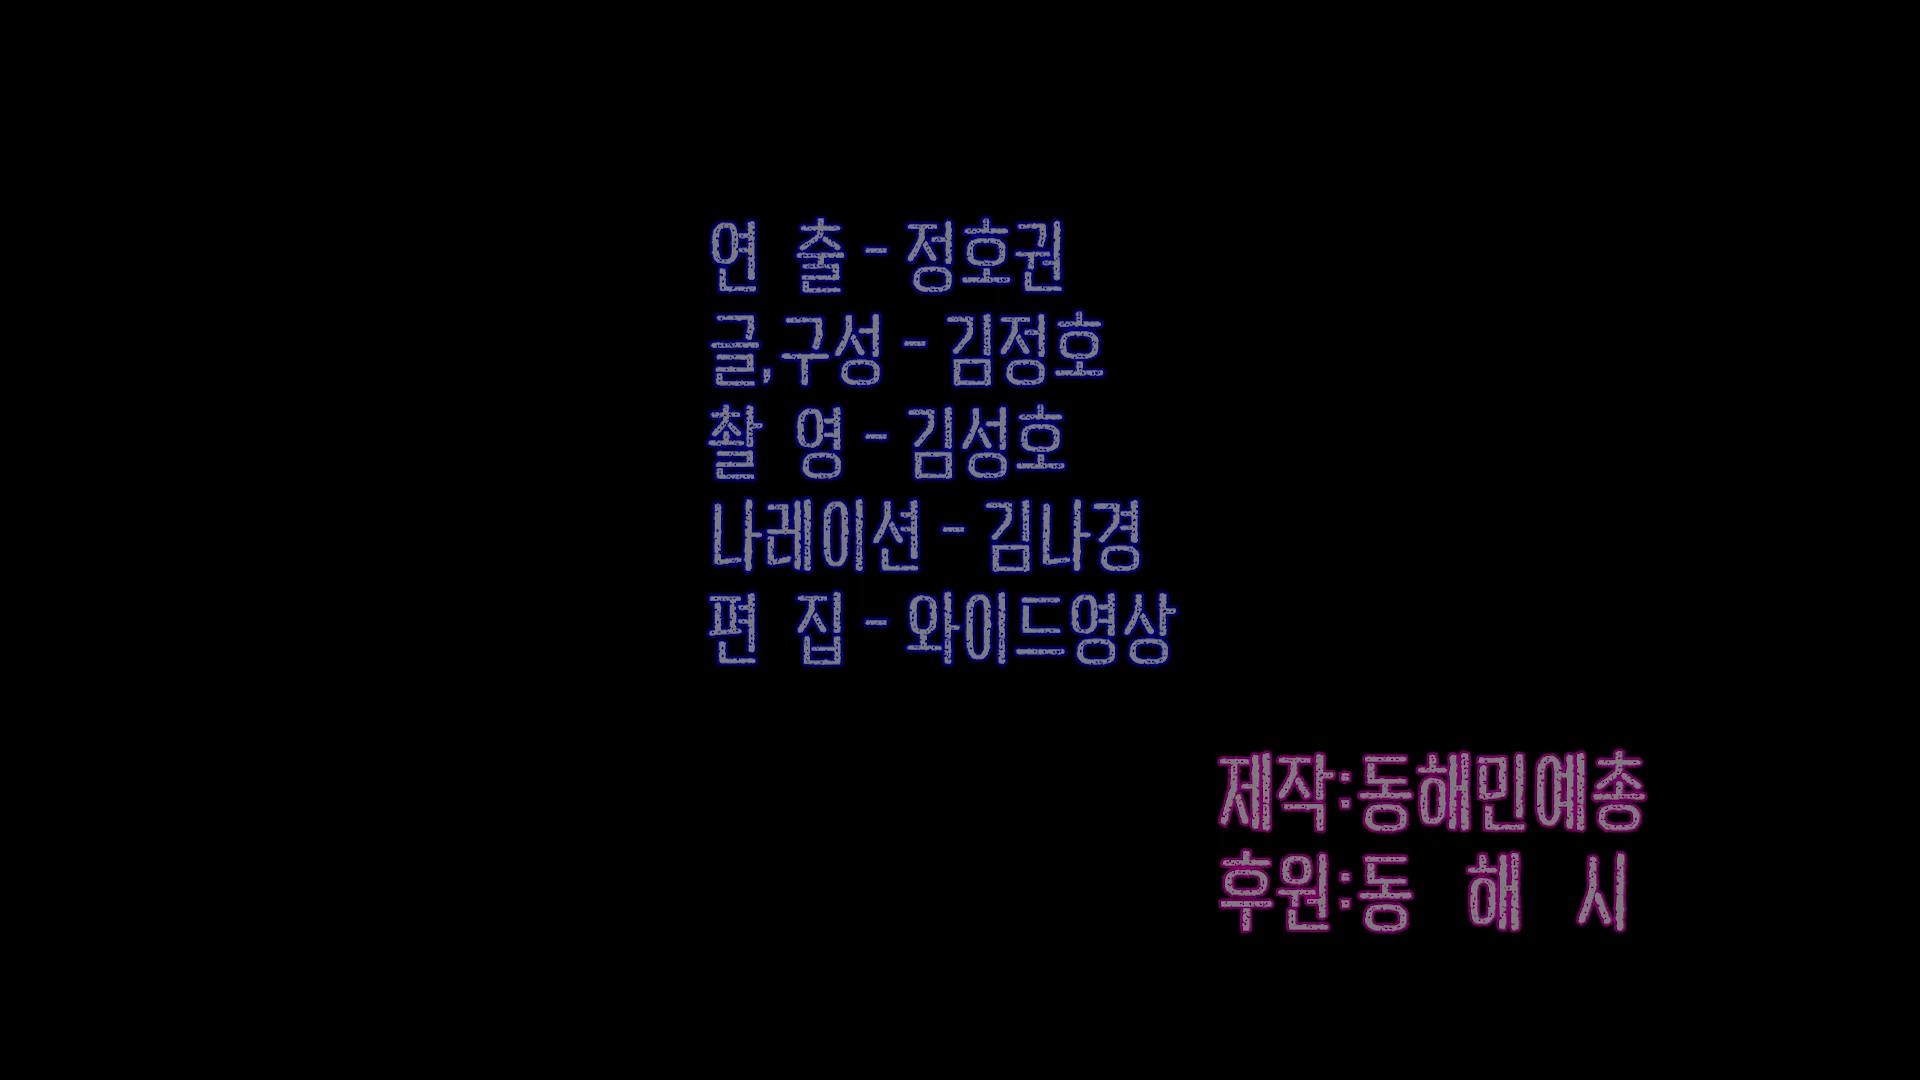 연 출 - 정호권
글,구성 - 김정호
촬 영 - 김성호
나레이션 - 김나경
편 집 - 와이드영상
제작:동해민예총
후원:동 해 시